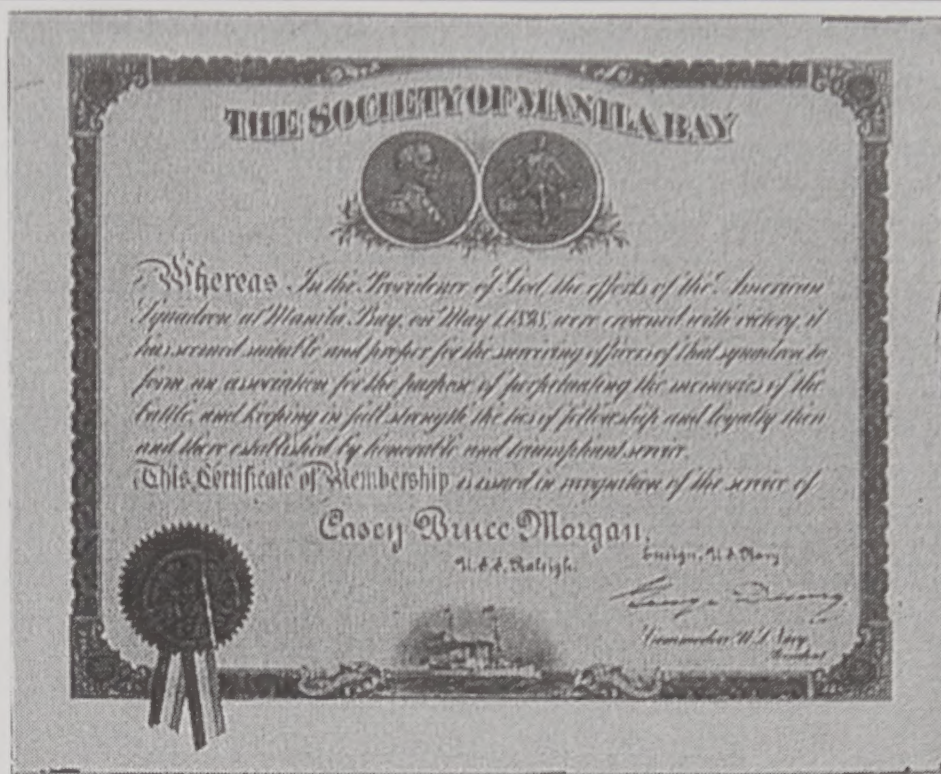 THE SOCIETY OF MANILA BAY
Whereas, In the Providence of God, the efforts of the American
Squadron at Manila Bay, on May 1, 1898, were crowned with victory, it
has seemed suitable and proper for the surviving officers of that squadron to
form an association for the purpose of perpetuating the memories of the
battle, and keeping in full strength the ties of fellowship and loyalty then
and there established by honorable and triumphant service.
This Certificate of Membership is issued in recognition of the service of
Casey Bruce Morgan,
Ensign, U.S. Navy
U.S.S. Raleigh.
George Dewey
Commodore U.S. Navy
President